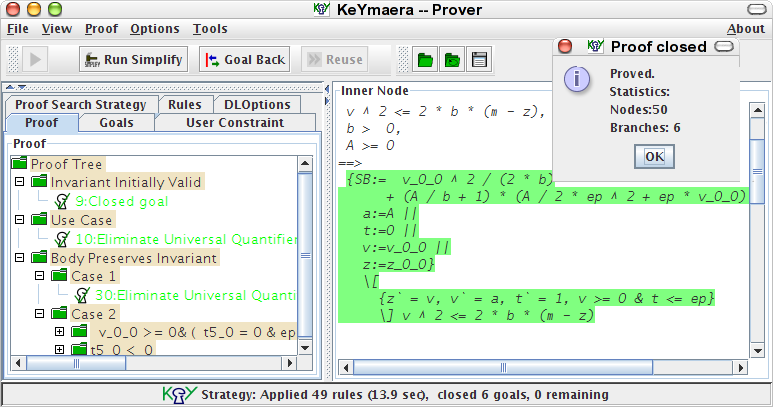 KeYmaera -- Prover
File View Proof Options Tools About
Run Simplify Goal Back Reuse
Proof closed
Proved.
Statistics:
Nodes:50
Branches: 6
OK
Proof Search Strategy Rules DLOptions
Proof Goals User Constraint
Proof
Proof Tree
Invariant Initially Valid
9:Closed goal
Use Case
10:Eliminate Universal Quantifier
Body Preserves Invariant
Case 1
30:Eliminate Universal Quanti
Case 2
v_0_0 >= 0& ( t5_0 = 0 & ep
t5_0 < 0
Inner Node
v ^ 2 <= 2 * b * (m - z),
b > 0,
A >= 0
==>
{SB:= v_0_0 ^ 2 / (2 * b)
+ (A / b + 1) * (A / 2 * ep ^ 2 + ep * v_0_0)
a:=A ||
t:=0 ||
v:=v_0_0 ||
z:=z_0_0}
\[
{z` = v, v` = a, t` = 1, v >= 0 & t <= ep}
\] v ^ 2 <= 2 * b * (m - z)
KeY Strategy: Applied 49 rules (13.9 sec), closed 6 goals, 0 remaining